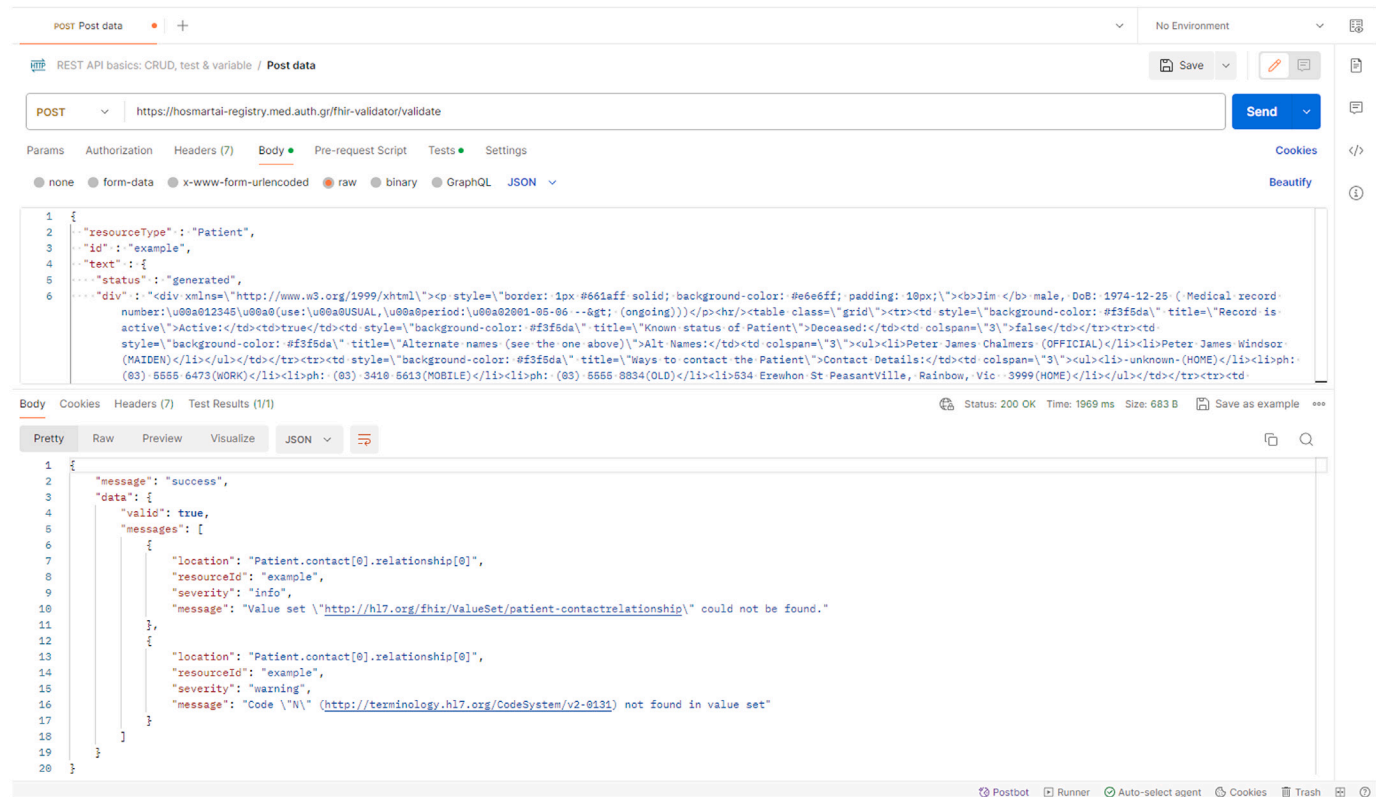 POST Post data
No Environment
HTTP REST API basics: CRUD, test & variable / Post data
Save
POST https://hosmartai-registry.med.auth.gr/fhir-validator/validate Send
Params Authorization Headers (7) Body Pre-request Script Tests Settings Cookies
none form-data x-www-form-urlencoded raw binary GraphQL JSON Beautify
1 {
2 "resourceType" : "Patient",
3 "id" : "example",
4 "text" : {
5 "status" : "generated",
6 "div" : "<div xmlns=\"http://www.w3.org/1999/xhtml\"><p style=\"border: 1px #661aff solid; background-color: #e6e6ff; padding: 10px;\"><b>Jim </b> male, DoB: 1974-12-25 ( Medical record
number:\u00a012345\u00a0(use:\u00a0USUAL,\u00a0period:\u00a02001-05-06 --&gt; (ongoing)))</p><hr/><table class=\"grid\"><tr><td style=\"background-color: #f3f5da\" title=\"Record is
active\">Active:</td><td>true</td><td style=\"background-color: #f3f5da\" title=\"Known status of Patient\">Deceased:</td><td colspan=\"3\">false</td></tr><tr><td
style=\"background-color: #f3f5da\" title=\"Alternate names (see the one above)\">Alt Names:</td><td colspan=\"3\"><ul><li>Peter James Chalmers (OFFICIAL)</li><li>Peter James Windsor
(MAIDEN)</li></ul></td></tr><tr><td style=\"background-color: #f3f5da\" title=\"Ways to contact the Patient\">Contact Details:</td><td colspan=\"3\"><ul><li>-unknown-(HOME)</li><li>ph:
(03) 5555 6473(WORK)</li><li>ph: (03) 3410 5613(MOBILE)</li><li>ph: (03) 5555 8834(OLD)</li><li>534 Erewhon St PeasantVille, Rainbow, Vic  3999(HOME)</li></ul></td></tr><tr><td
Body Cookies Headers (7) Test Results (1/1) Status: 200 OK Time: 1969 ms Size: 683 B Save as example
Pretty Raw Preview Visualize JSON
1 {
2 "message": "success",
3 "data": {
4 "valid": true,
5 "messages": [
6 {
7 "location": "Patient.contact[0].relationship[0]",
8 "resourceId": "example",
9 "severity": "info",
10 "message": "Value set \"http://hl7.org/fhir/ValueSet/patient-contactrelationship\" could not be found."
11 },
12 {
13 "location": "Patient.contact[0].relationship[0]",
14 "resourceId": "example",
15 "severity": "warning",
16 "message": "Code \"N\" (http://terminology.hl7.org/CodeSystem/v2-0131) not found in value set"
17 }
18 ]
19 }
20 }
Postbot Runner Auto-select agent Cookies Trash